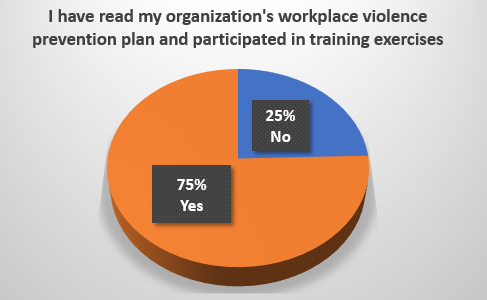 I have read my organization's workplace violence
prevention plan and participated in training exercises
25%
No
75%
Yes